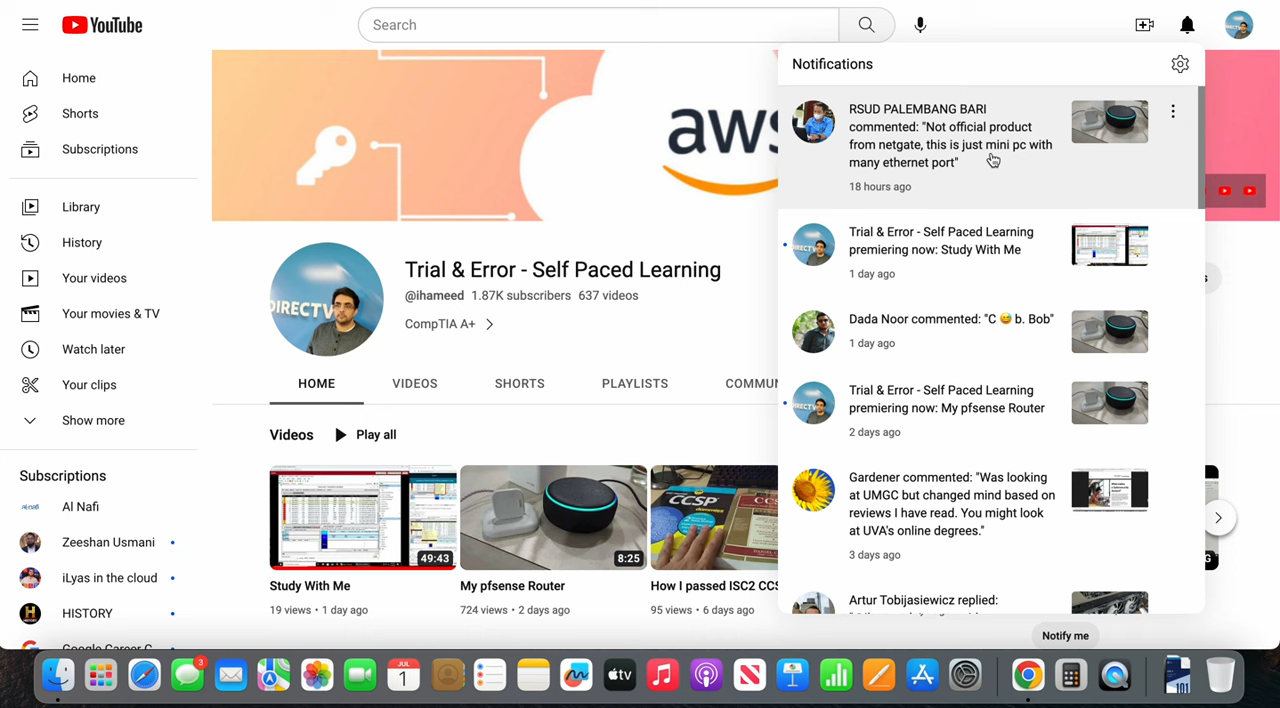 YouTube
Search
Home
Shorts
Subscriptions
Library
History
Your videos
Your movies & TV
Watch later
Your clips
Show more
Subscriptions
Al Nafi
Zeeshan Usmani
iLyas in the cloud
HISTORY
Google Career C
aws
DIRECTV
Trial & Error - Self Paced Learning
@ihameed 1.87K subscribers 637 videos
CompTIA A+
HOME
VIDEOS
SHORTS
PLAYLISTS
COMMUN
Videos
Play all
49:43
Study With Me
19 views • 1 day ago
8:25
My pfsense Router
724 views • 2 days ago
CCSP
How I passed ISC2 CCS
95 views • 6 days ago
Notifications
RSUD PALEMBANG BARI
commented: "Not official product
from netgate, this is just mini pc with
many ethernet port"
18 hours ago
Trial & Error - Self Paced Learning
premiering now: Study With Me
1 day ago
Dada Noor commented: "C 😅 b. Bob"
1 day ago
Trial & Error - Self Paced Learning
premiering now: My pfsense Router
2 days ago
Gardener commented: "Was looking
at UMGC but changed mind based on
reviews I have read. You might look
at UVA's online degrees."
3 days ago
Artur Tobijasiewicz replied:
Notify me
3
JUL
1
tv
101